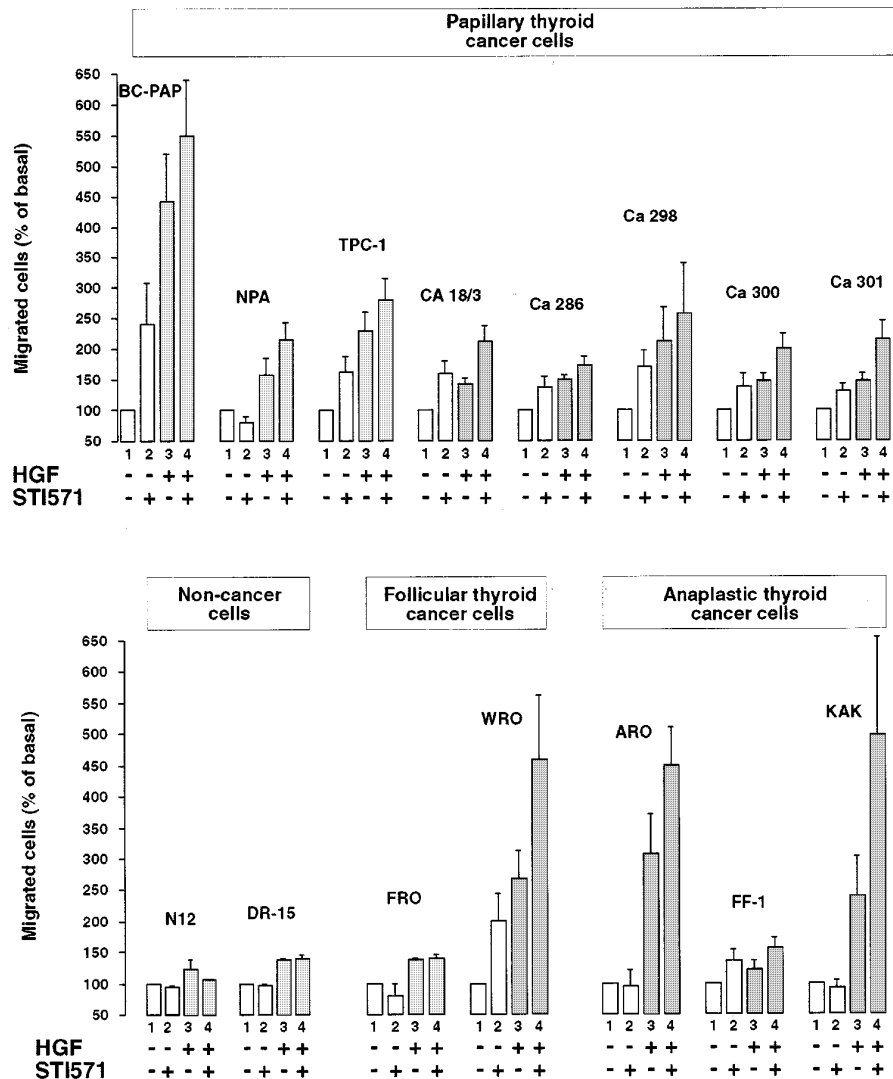 Papillary thyroid
cancer cells
Migrated cells (% of basal)
650
600
550
500
450
400
350
300
250
200
150
100
50
BC-PAP
NPA
TPC-1
CA 18/3
Ca 286
Ca 298
Ca 300
Ca 301
1 2 3 4 1 2 3 4 1 2 3 4 1 2 3 4 1 2 3 4 1 2 3 4 1 2 3 4 1 2 3 4
HGF - - + + - - + + - - + + - - + + - - + + - - + + - - + + - - + +
STI571 - + - + - + - + - + - + - + - + - + - + - + - + - + - + - + - +
Non-cancer
cells
Follicular thyroid
cancer cells
Anaplastic thyroid
cancer cells
Migrated cells (% of basal)
650
600
550
500
450
400
350
300
250
200
150
100
50
N12
DR-15
FRO
WRO
ARO
FF-1
KAK
1 2 3 4 1 2 3 4 1 2 3 4 1 2 3 4 1 2 3 4 1 2 3 4 1 2 3 4
HGF - - + + - - + + - - + + - - + + - - + + - - + + - - + +
STI571 - + - + - + - + - + - + - + - + - + - + - + - + - + - +